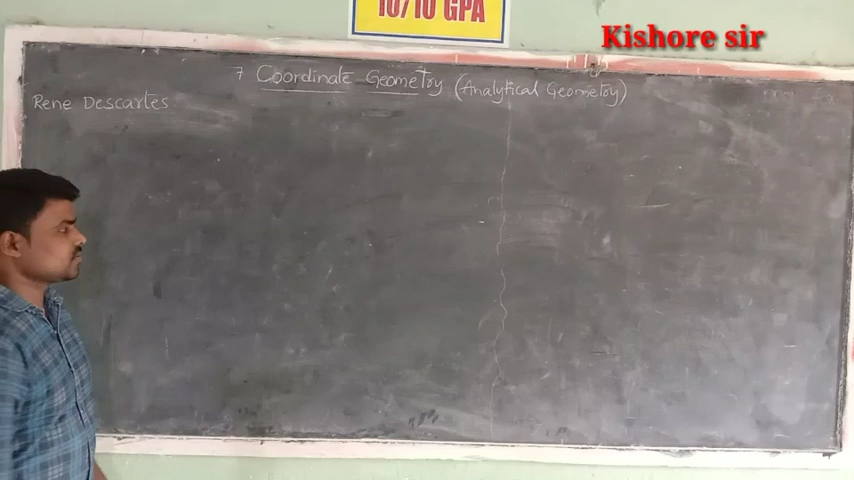 10/10 GPA
Kishore sir
7 Coordinate Geometry (Analytical Geometry)
Rene Descartes